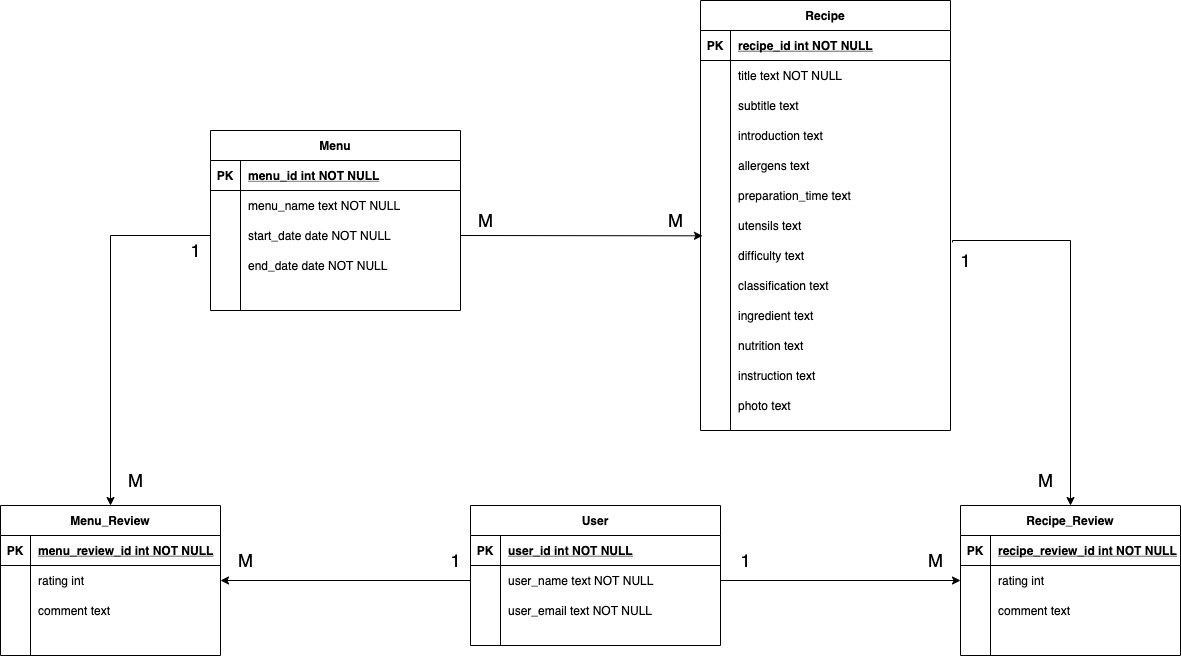 Recipe
PK recipe_id int NOT NULL
title text NOT NULL
subtitle text
introduction text
allergens text
preparation_time text
utensils text
difficulty text
classification text
ingredient text
nutrition text
instruction text
photo text
Menu
PK menu_id int NOT NULL
menu_name text NOT NULL
start_date date NOT NULL
end_date date NOT NULL
M M
1
1
M
M
Menu_Review
PK menu_review_id int NOT NULL
rating int
comment text
M 1
User
PK user_id int NOT NULL
user_name text NOT NULL
user_email text NOT NULL
1 M
Recipe_Review
PK recipe_review_id int NOT NULL
rating int
comment text